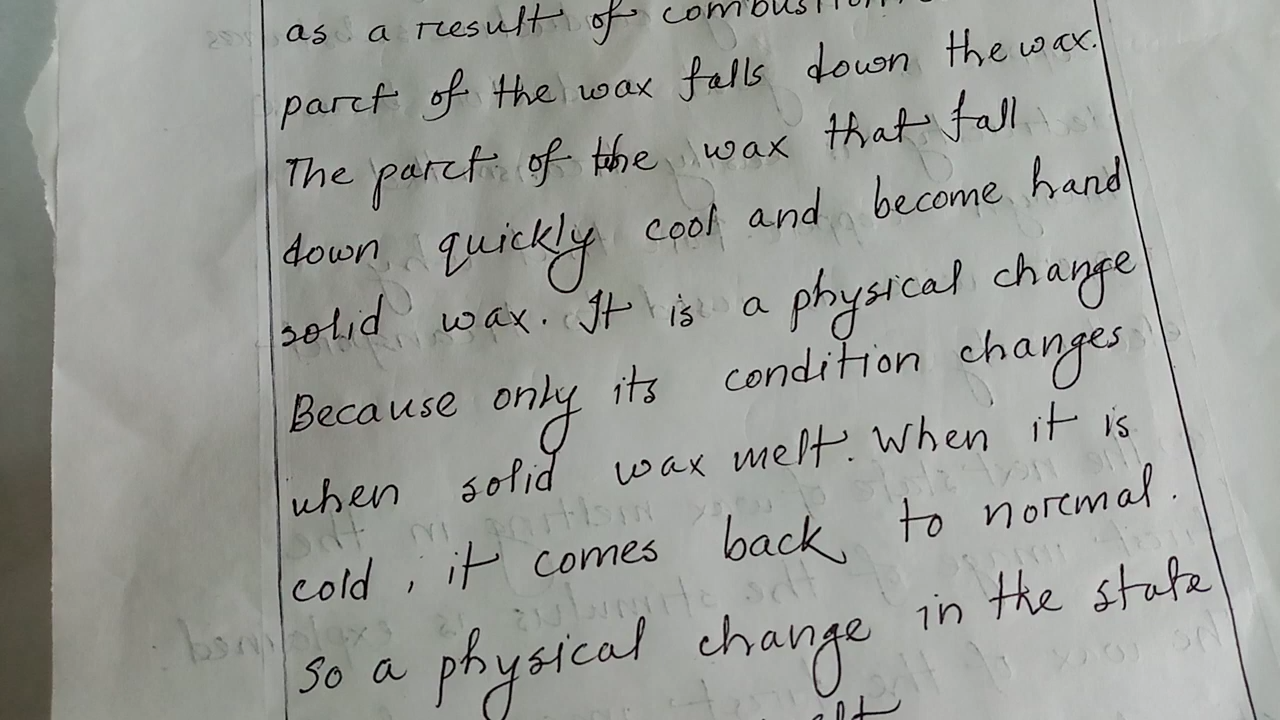 as a result of combustion
part of the wax falls down the wax.
The part of the wax that fall
down quickly cool and become hand
solid wax. It is a physical change
Because only its condition changes
when solid wax melt. When it is
cold, it comes back to normal.
So a physical change in the state